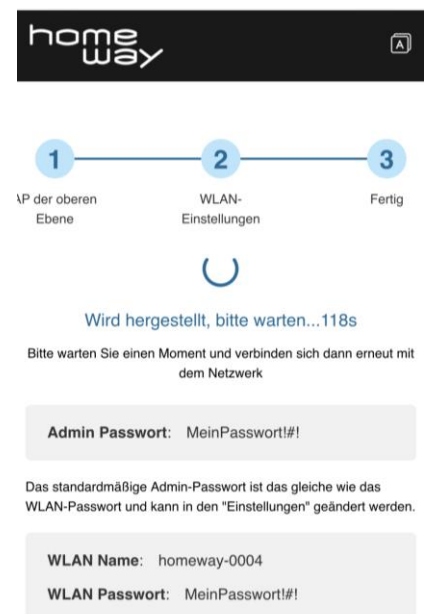 home
way
A
1
2
3
AP der oberen
Ebene
WLAN-
Einstellungen
Fertig
Wird hergestellt, bitte warten...118s
Bitte warten Sie einen Moment und verbinden sich dann erneut mit
dem Netzwerk
Admin Passwort: MeinPasswort!#!
Das standardmäßige Admin-Passwort ist das gleiche wie das
WLAN-Passwort und kann in den "Einstellungen" geändert werden.
WLAN Name: homeway-0004
WLAN Passwort: MeinPasswort!#!